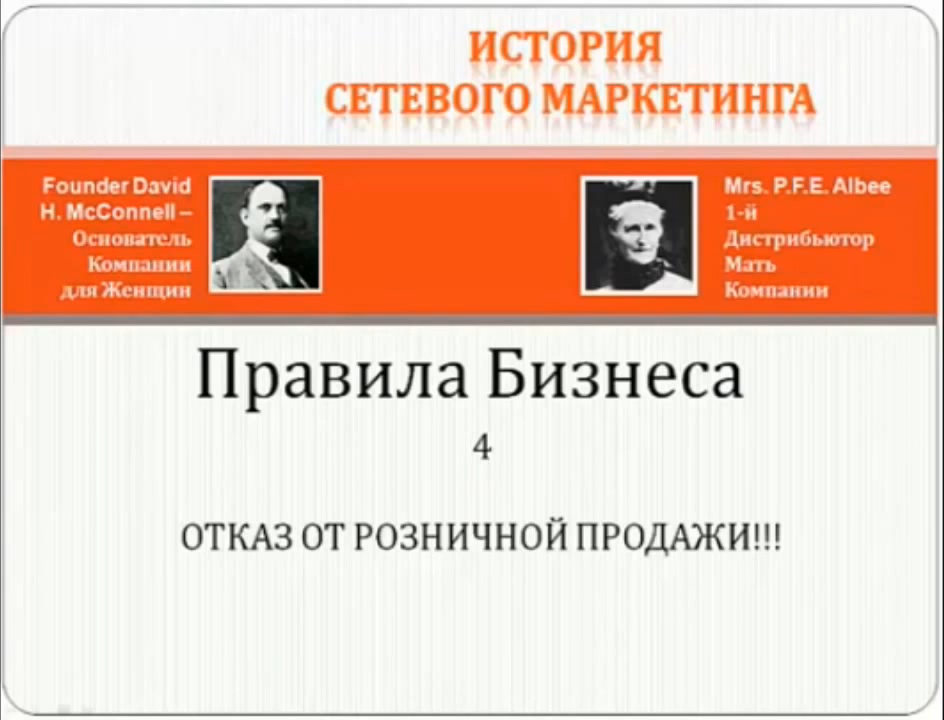 ИСТОРИЯ
СЕТЕВОГО МАРКЕТИНГА
Founder David
H. McConnell –
Основатель
Компании
для Женщин
Mrs. P.F.E. Albee
1-й
Дистрибьютор
Мать
Компании
Правила Бизнеса
4
ОТКАЗ ОТ РОЗНИЧНОЙ ПРОДАЖИ!!!